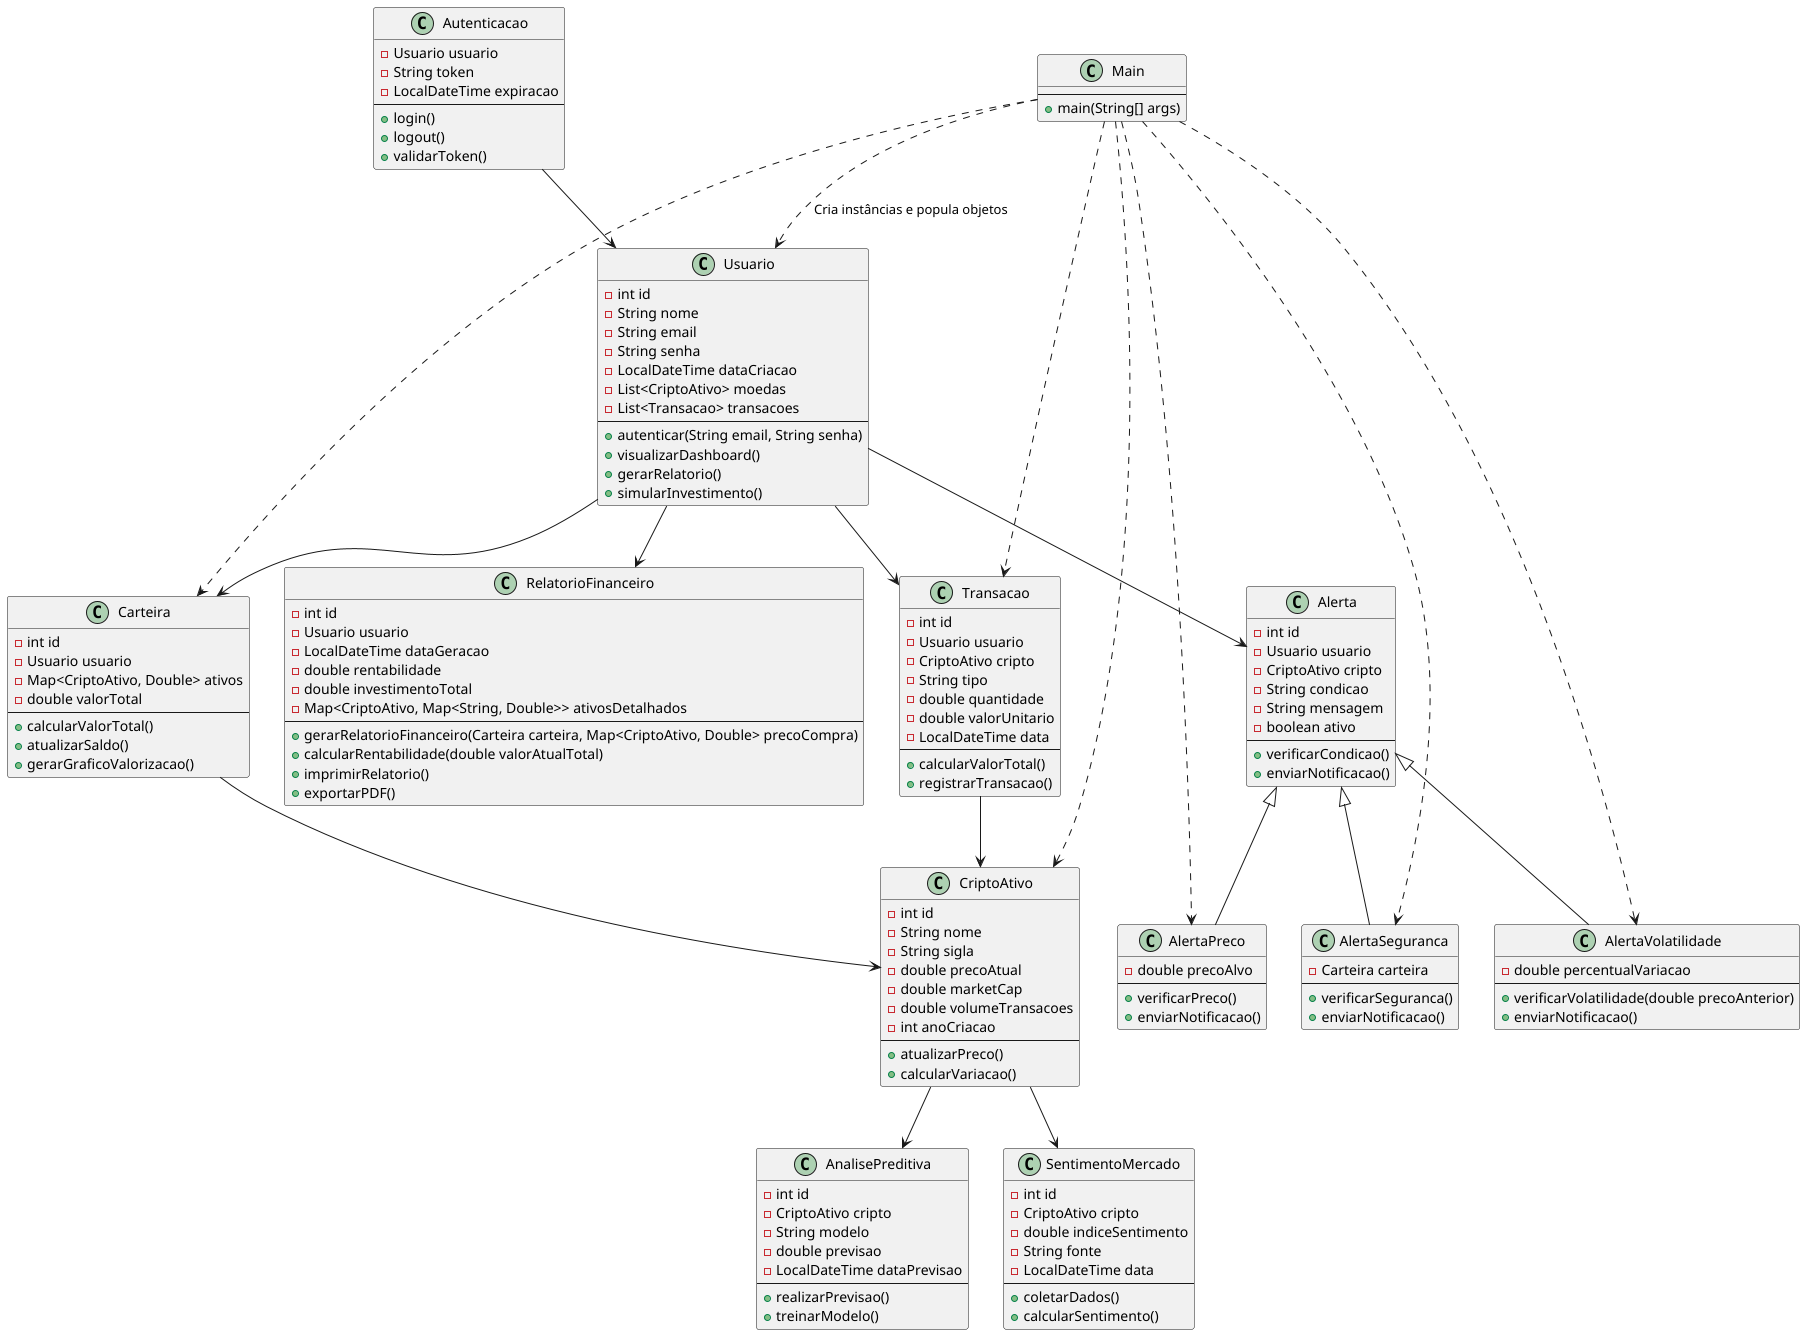 Autenticacao
Usuario usuario
String token
LocalDateTime expiracao
login()
logout()
validarToken()
Main
main(String[] args)
Cria instâncias e popula objetos
Usuario
int id
String nome
String email
String senha
LocalDateTime dataCriacao
List<CriptoAtivo> moedas
List<Transacao> transacoes
autenticar(String email, String senha)
visualizarDashboard()
gerarRelatorio()
simularInvestimento()
Carteira
int id
Usuario usuario
Map<CriptoAtivo, Double> ativos
double valorTotal
calcularValorTotal()
atualizarSaldo()
gerarGraficoValorizacao()
RelatorioFinanceiro
int id
Usuario usuario
LocalDateTime dataGeracao
double rentabilidade
double investimentoTotal
Map<CriptoAtivo, Map<String, Double>> ativosDetalhados
gerarRelatorioFinanceiro(Carteira carteira, Map<CriptoAtivo, Double> precoCompra)
calcularRentabilidade(double valorAtualTotal)
imprimirRelatorio()
exportarPDF()
Transacao
int id
Usuario usuario
CriptoAtivo cripto
String tipo
double quantidade
double valorUnitario
LocalDateTime data
calcularValorTotal()
registrarTransacao()
Alerta
int id
Usuario usuario
CriptoAtivo cripto
String condicao
String mensagem
boolean ativo
verificarCondicao()
enviarNotificacao()
CriptoAtivo
int id
String nome
String sigla
double precoAtual
double marketCap
double volumeTransacoes
int anoCriacao
atualizarPreco()
calcularVariacao()
AlertaPreco
double precoAlvo
verificarPreco()
enviarNotificacao()
AlertaSeguranca
Carteira carteira
verificarSeguranca()
enviarNotificacao()
AlertaVolatilidade
double percentualVariacao
verificarVolatilidade(double precoAnterior)
enviarNotificacao()
AnalisePreditiva
int id
CriptoAtivo cripto
String modelo
double previsao
LocalDateTime dataPrevisao
realizarPrevisao()
treinarModelo()
SentimentoMercado
int id
CriptoAtivo cripto
double indiceSentimento
String fonte
LocalDateTime data
coletarDados()
calcularSentimento()